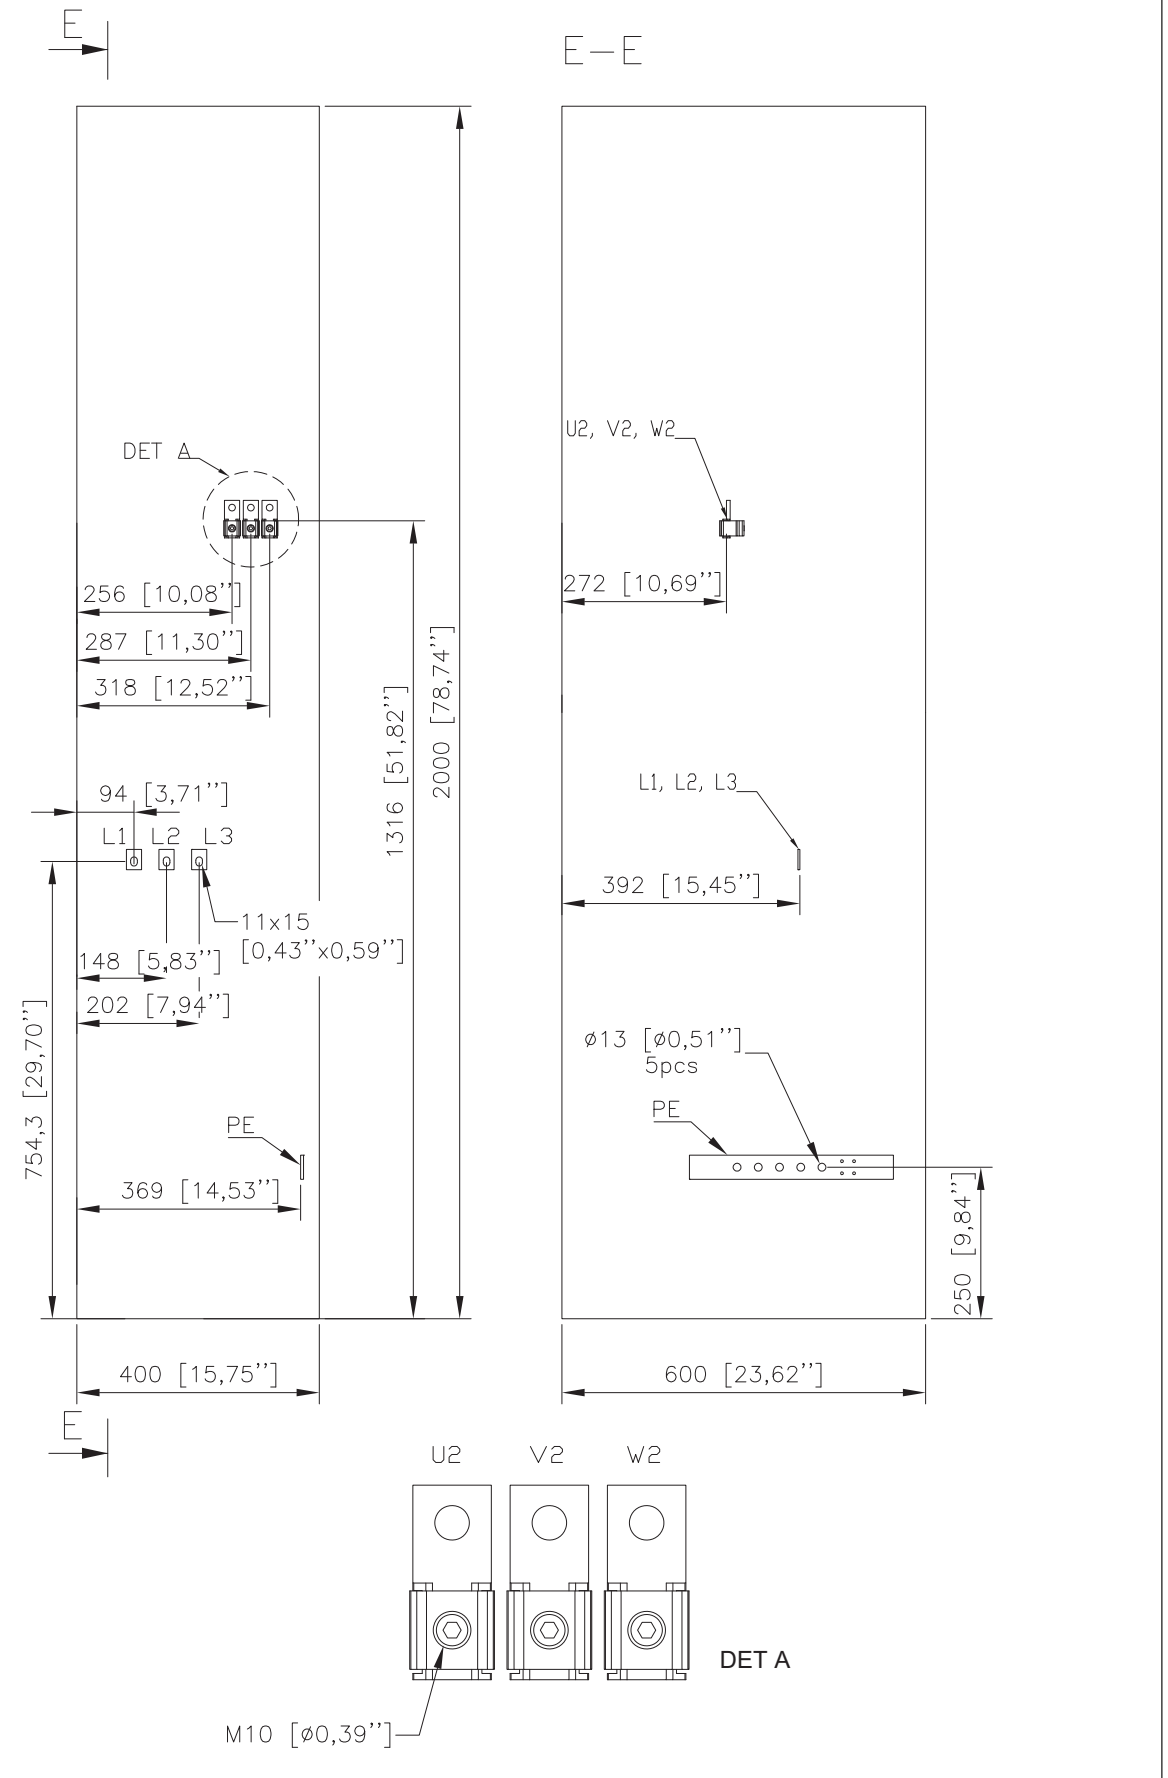 E
E-E
U2, V2, W2
DET A
272 [10,69’’]
256 [10,08’’]
287 [11,30’’]
318 [12,52’’]
2000 [78,74’’]
1316 [51,82’’]
94 [3,71’’]
L1, L2, L3
L1 L2 L3
392 [15,45’’]
11x15
[0,43’’x0,59’’]
148 [5,83’’]
202 [7,94’’]
754,3 [29,70’’]
ø13 [ø0,51’’]
5pcs
PE
PE
369 [14,53’’]
250 [9,84’’]
400 [15,75’’]
600 [23,62’’]
E
U2 V2 W2
DET A
M10 [ø0,39’’]